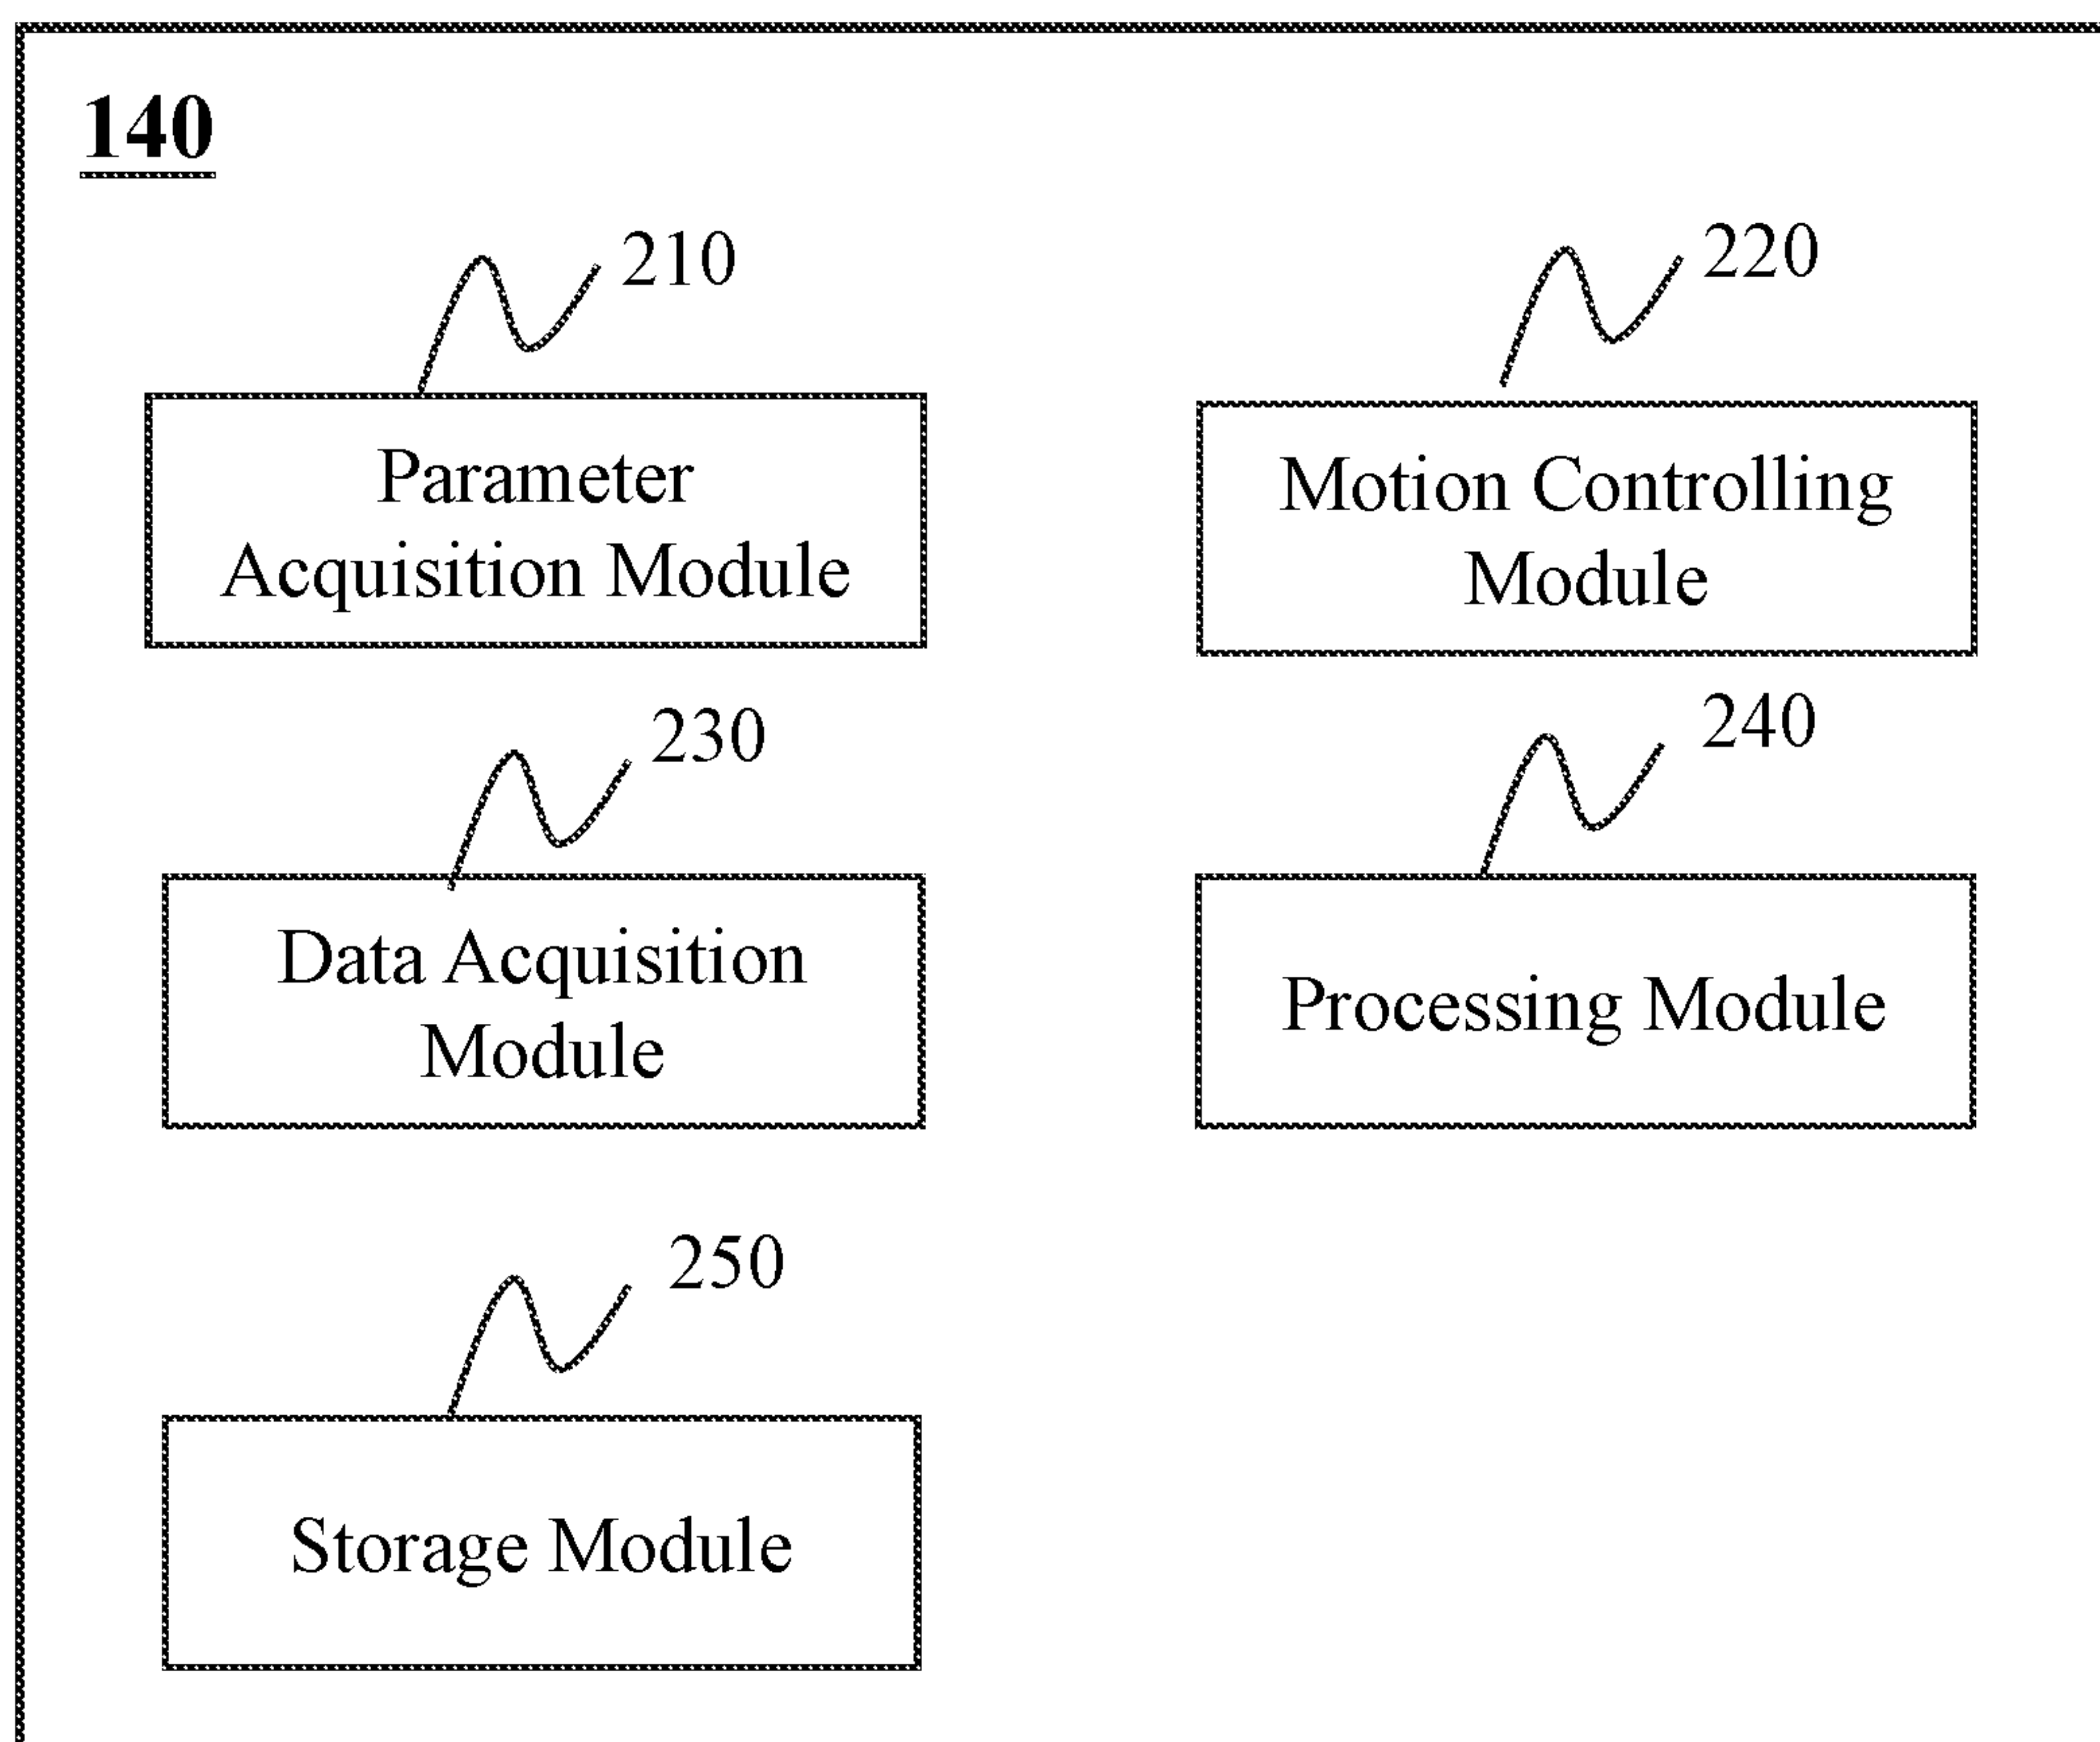 140
210
Parameter
Acquisition Module
220
Motion Controlling
Module
230
Data Acquisition
Module
240
Processing Module
250
Storage Module